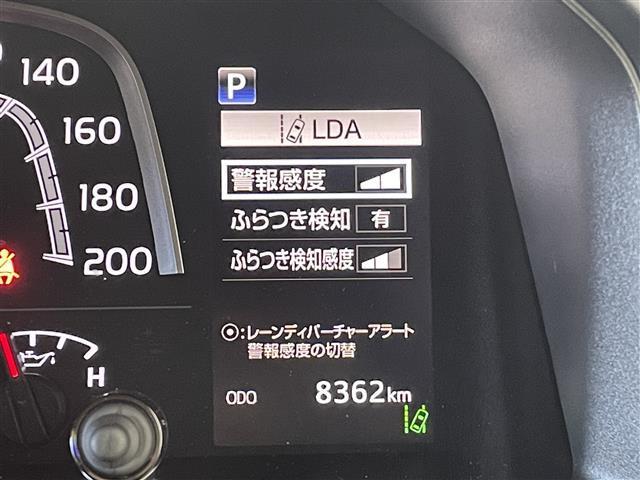 P
LDA
警報感度
ふらつき検知 有
ふらつき検知感度
◉:レーンディパーチャーアラート
警報感度の切替
ODO 8362km
140
160
180
200
H